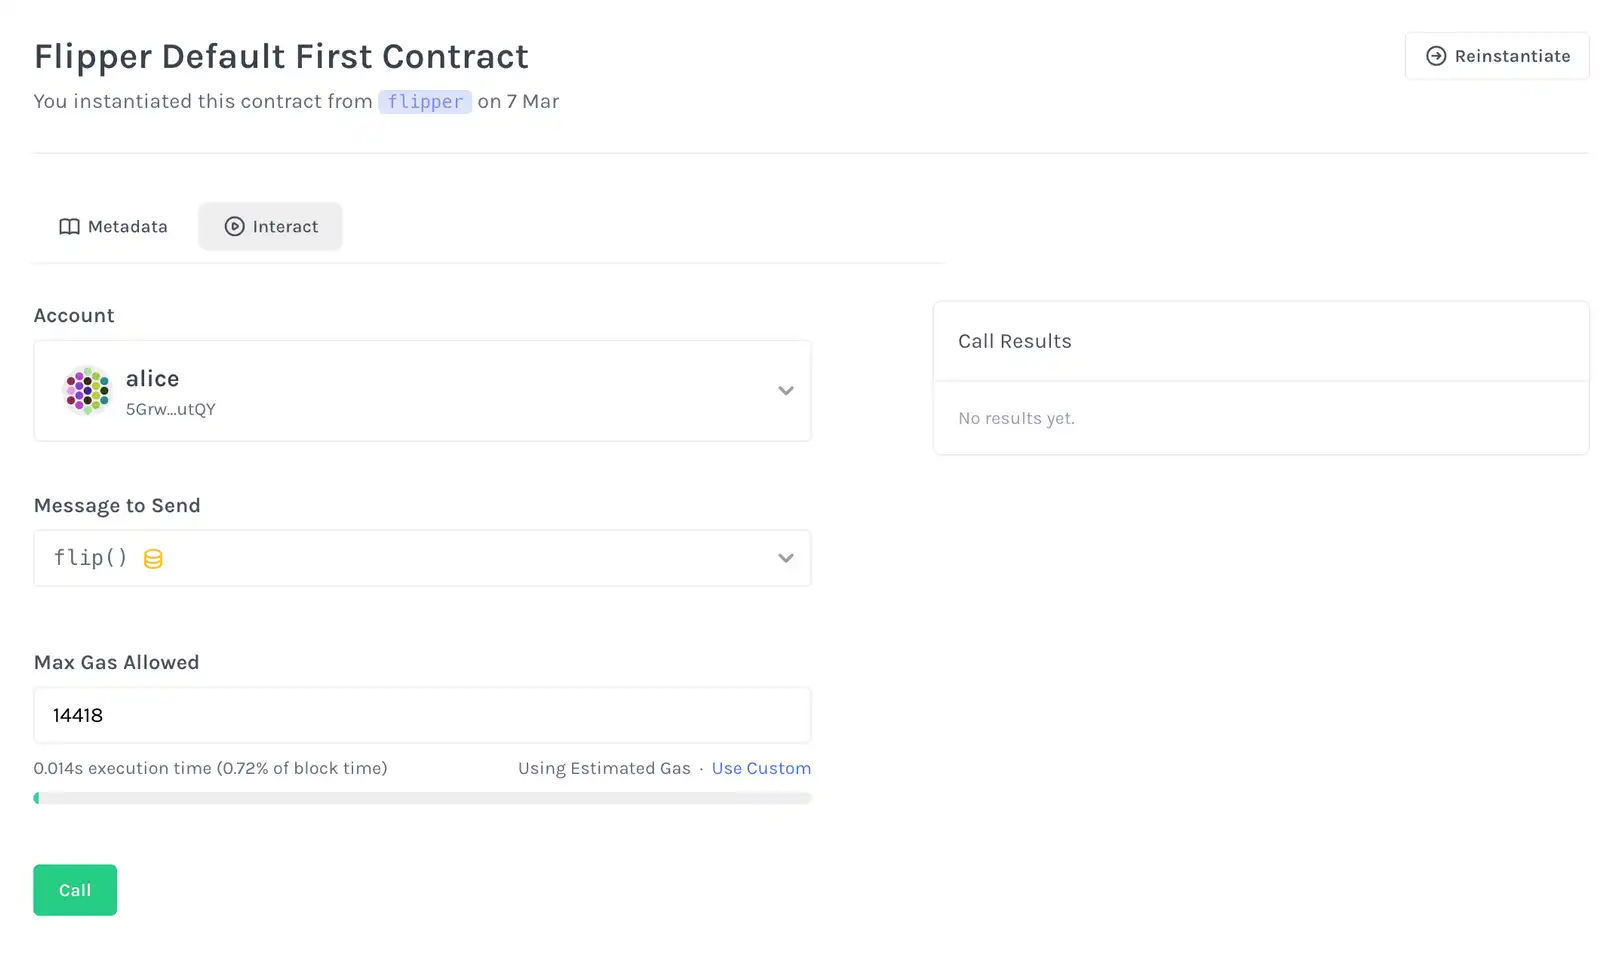 Flipper Default First Contract
Reinstantiate
You instantiated this contract from flipper on 7 Mar
Metadata
Interact
Account
alice
5Grw...utQY
Call Results
No results yet.
Message to Send
flip()
Max Gas Allowed
14418
0.014s execution time (0.72% of block time)
Using Estimated Gas · Use Custom
Call